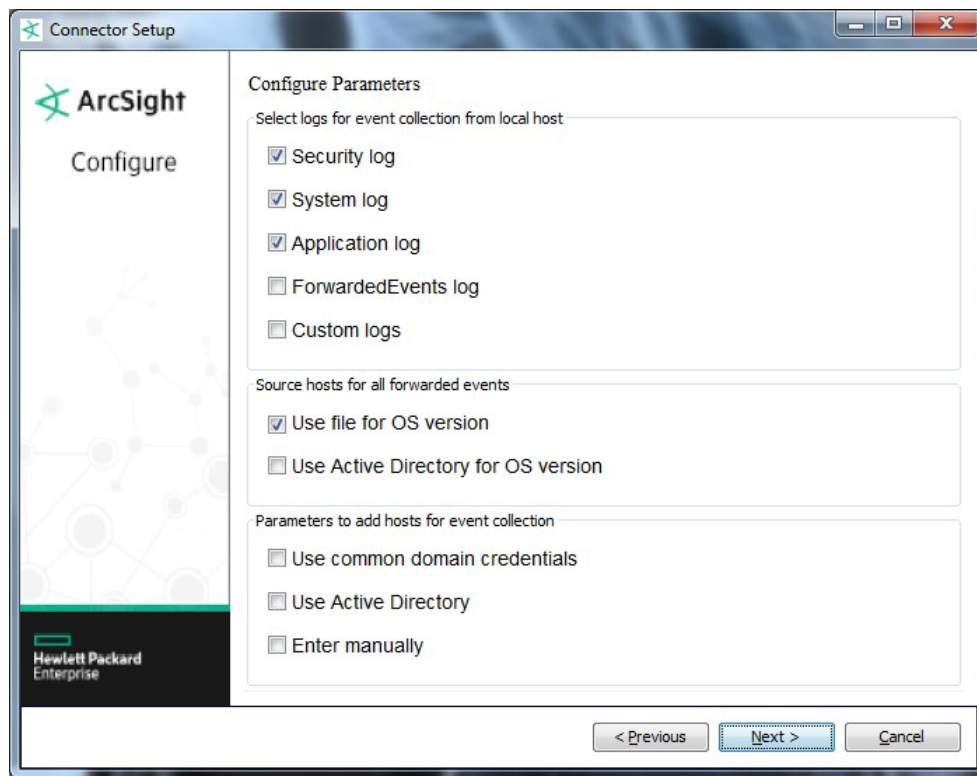 Connector Setup
ArcSight
Configure
Hewlett Packard
Enterprise
Configure Parameters
Select logs for event collection from local host
Security log
System log
Application log
ForwardedEvents log
Custom logs
Source hosts for all forwarded events
Use file for OS version
Use Active Directory for OS version
Parameters to add hosts for event collection
Use common domain credentials
Use Active Directory
Enter manually
< Previous
Next >
Cancel